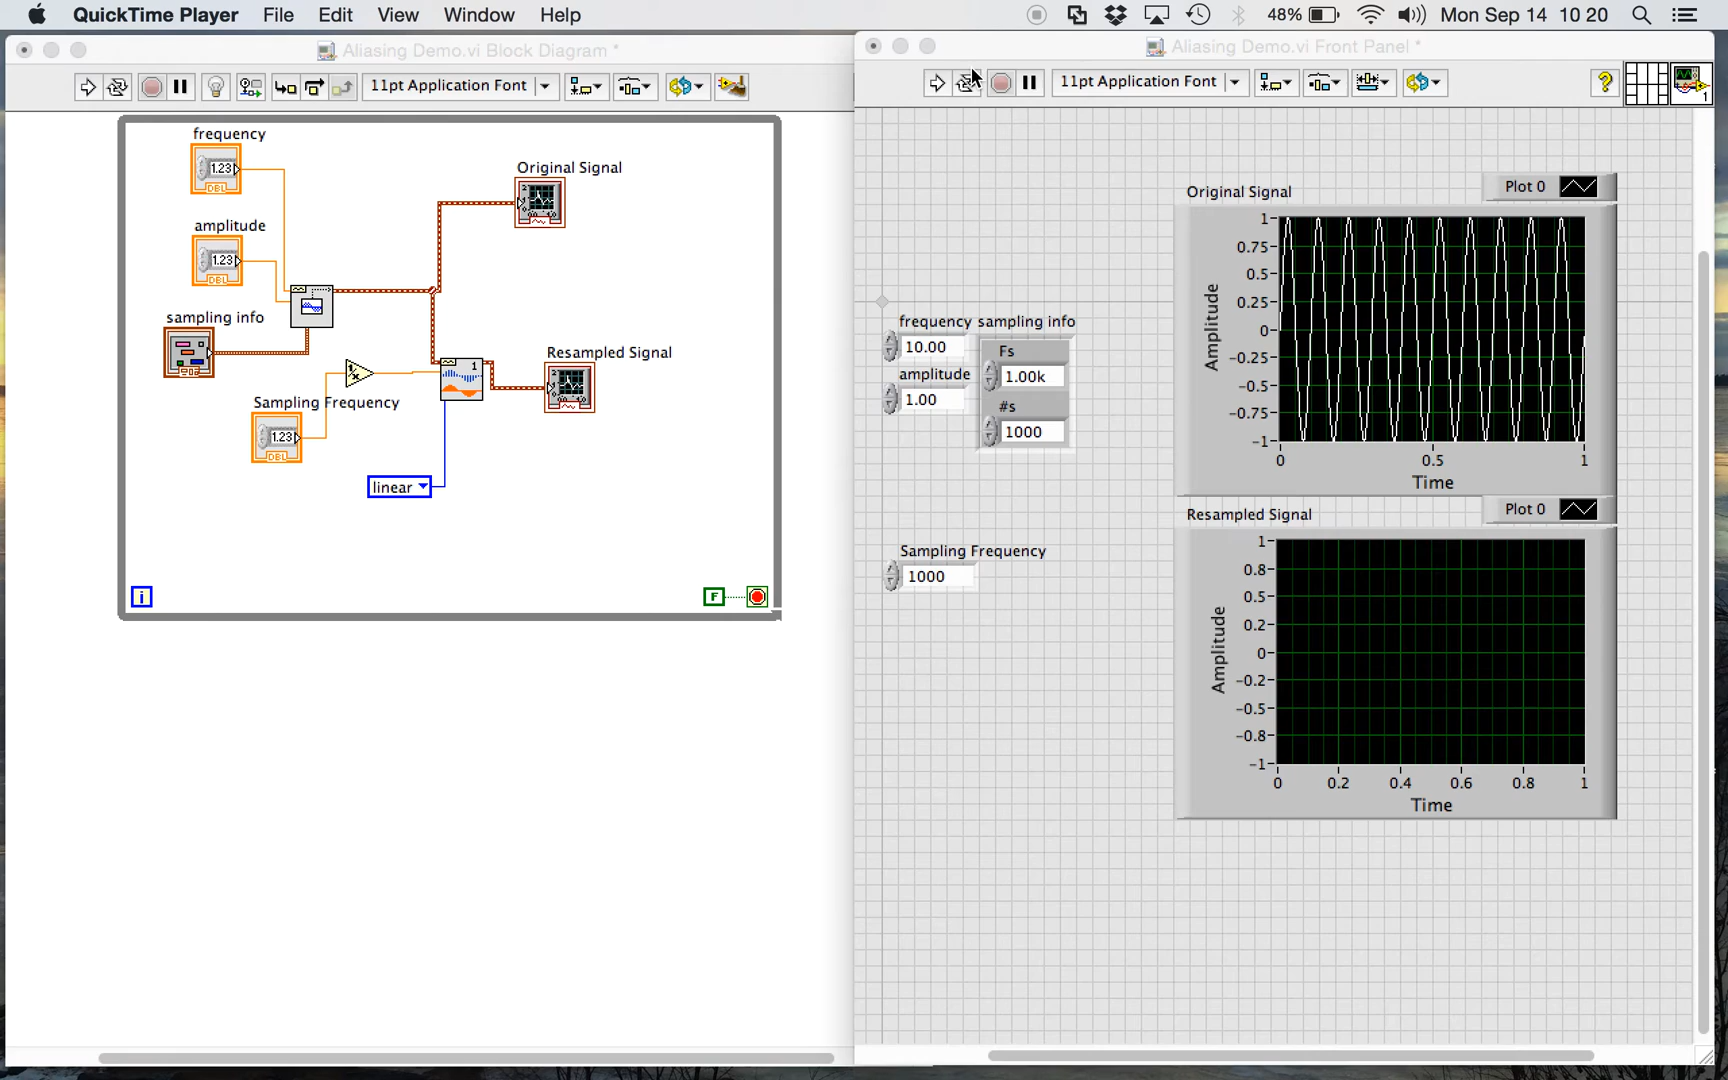 QuickTime Player File Edit View Window Help 48% Mon Sep 14 10 20
Aliasing Demo.vi Block Diagram *
11pt Application Font
frequency
1.23
DBL
amplitude
1.23
DBL
sampling info
Sampling Frequency
1.23
DBL
1
linear
Original Signal
Resampled Signal
i
F
Aliasing Demo.vi Front Panel *
11pt Application Font
?
1
frequency
10.00
amplitude
1.00
sampling info
Fs
1.00k
#s
1000
Sampling Frequency
1000
Original Signal
Plot 0
Amplitude
1
0.75
0.5
0.25
0
-0.25
-0.5
-0.75
-1
0 0.5 1
Time
Resampled Signal
Plot 0
Amplitude
1
0.8
0.5
0.2
0
-0.2
-0.5
-0.8
-1
0 0.2 0.4 0.6 0.8 1
Time